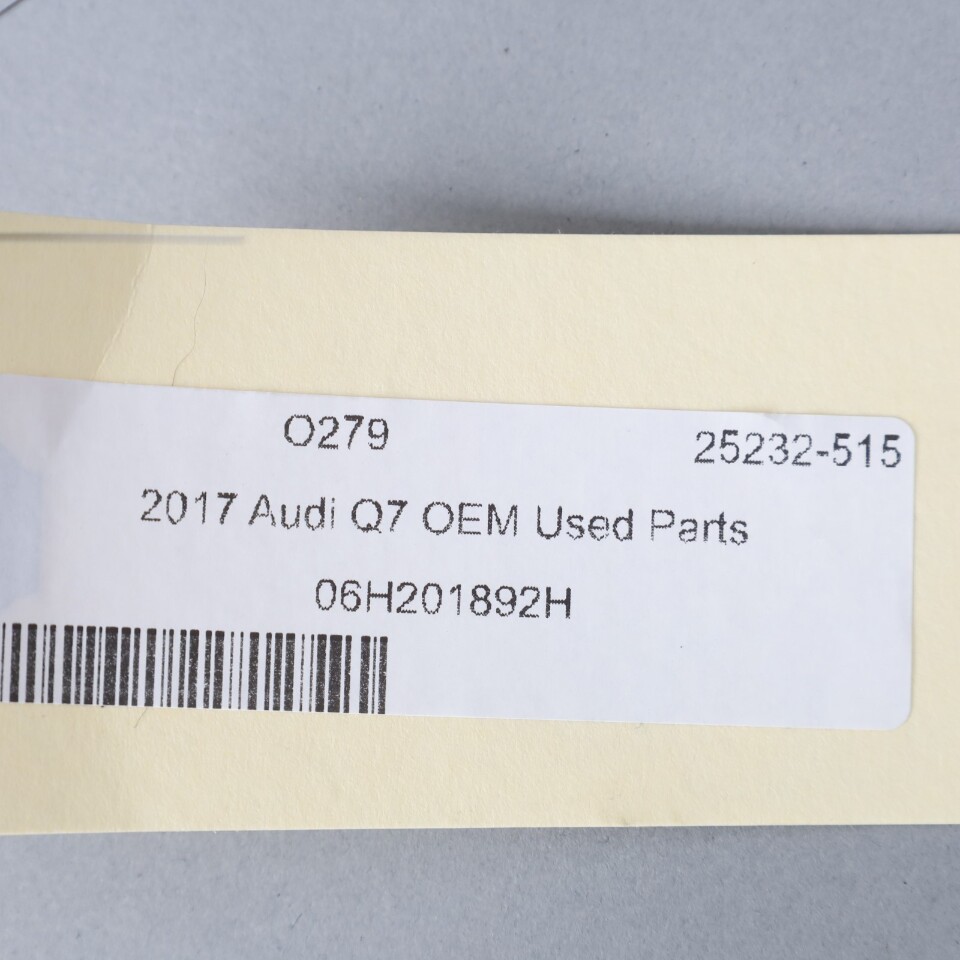 O279 25232-515
2017 Audi Q7 OEM Used Parts
06H201892H